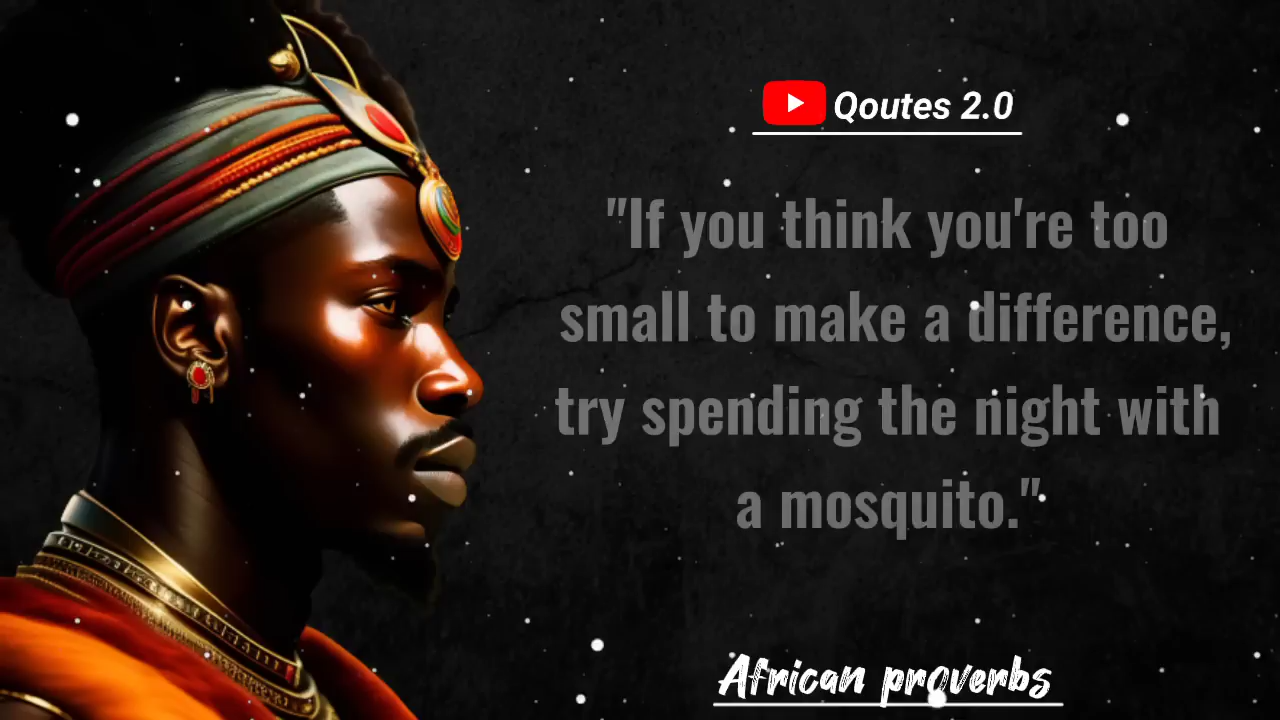 Qoutes 2.0
"If you think you're too
small to make a difference,
try spending the night with
a mosquito."
African proverbs